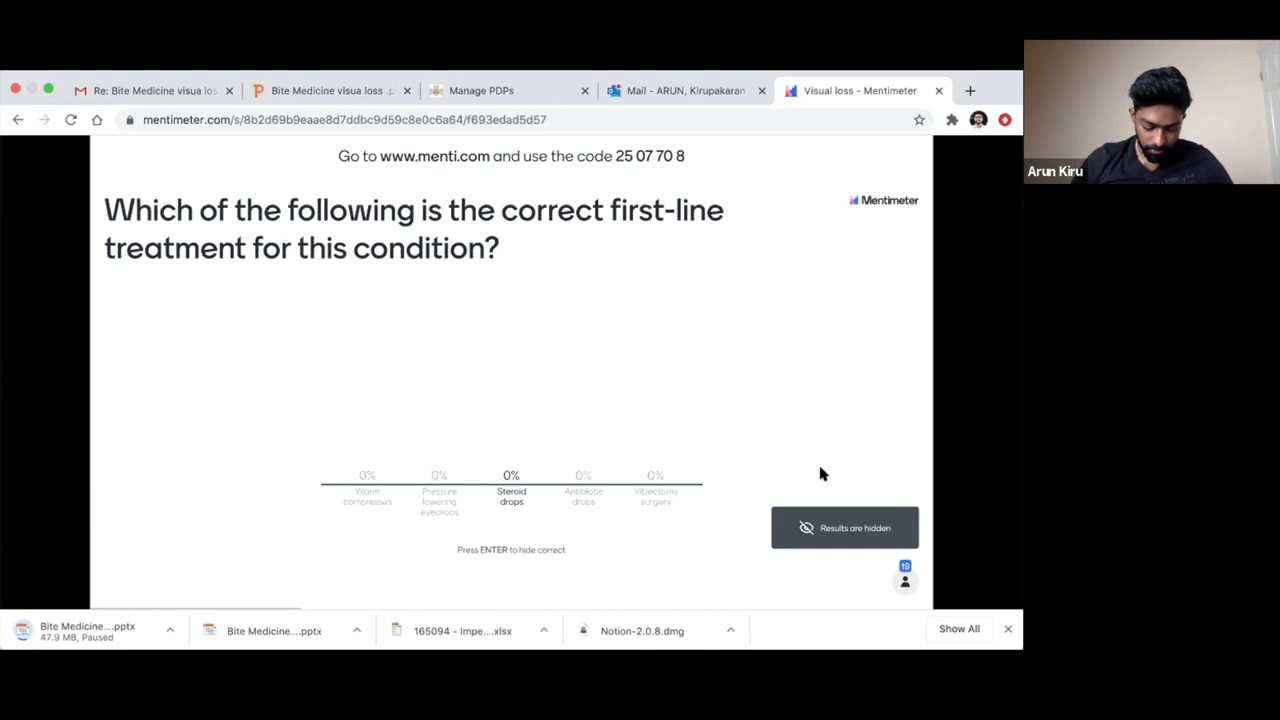 Re: Bite Medicine visua los
Bite Medicine visua loss .p
Manage PDPs
Mail - ARUN, Kirupakaran
Visual loss - Mentimeter
mentimeter.com/s/8b2d69b9eaae8d7ddbc9d59c8e0c6a64/f693edad5d57
Go to www.menti.com and use the code 25 07 70 8
Which of the following is the correct first-line
treatment for this condition?
Mentimeter
Arun Kiru
0% 0% 0% 0% 0%
Warm compresses
Pressure lowering eyedrops
Steroid drops
Antibiotic drops
Vitrectomy surgery
Results are hidden
Press ENTER to hide correct
19
Bite Medicine....pptx
47.9 MB, Paused
Bite Medicine....pptx
165094 - Impe....xlsx
Notion-2.0.8.dmg
Show All